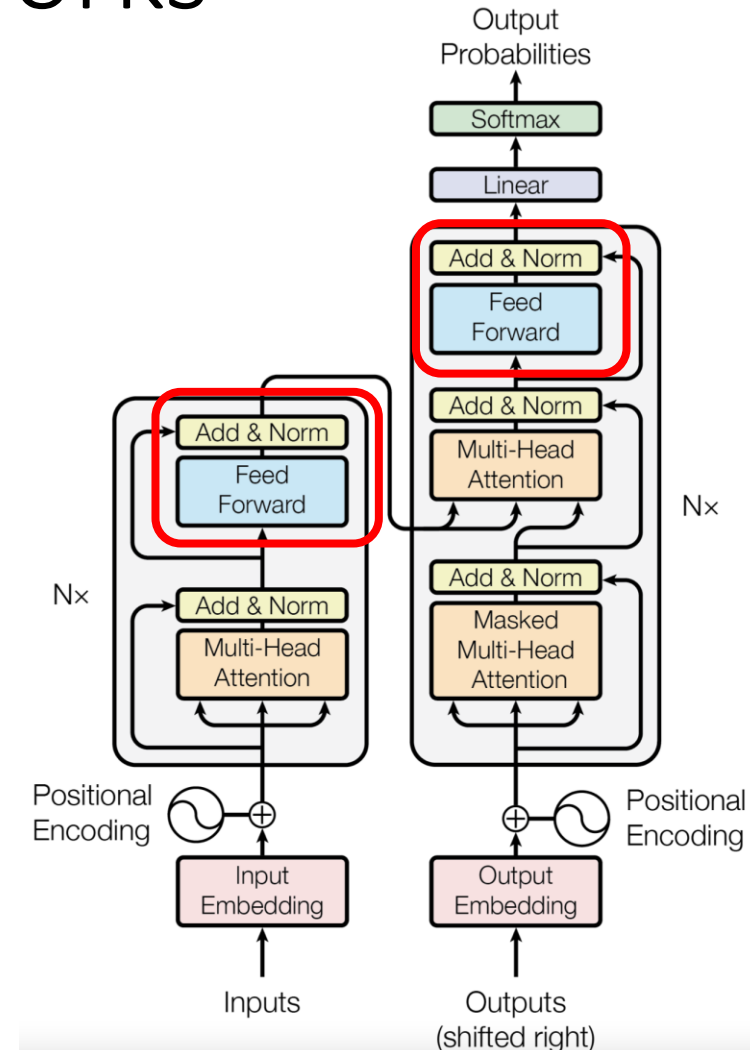 Output
Probabilities
Softmax
Linear
Add & Norm
Feed
Forward
Add & Norm
Multi-Head
Attention
Add & Norm
Masked
Multi-Head
Attention
Nx
Add & Norm
Feed
Forward
Add & Norm
Multi-Head
Attention
Nx
Positional
Encoding
Positional
Encoding
Input
Embedding
Output
Embedding
Inputs
Outputs
(shifted right)